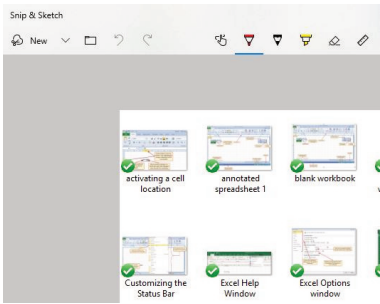 Snip & Sketch
New
activating a cell
location
annotated
spreadsheet 1
blank workbook
Customizing the
Status Bar
Excel Help
Window
Excel Options
window